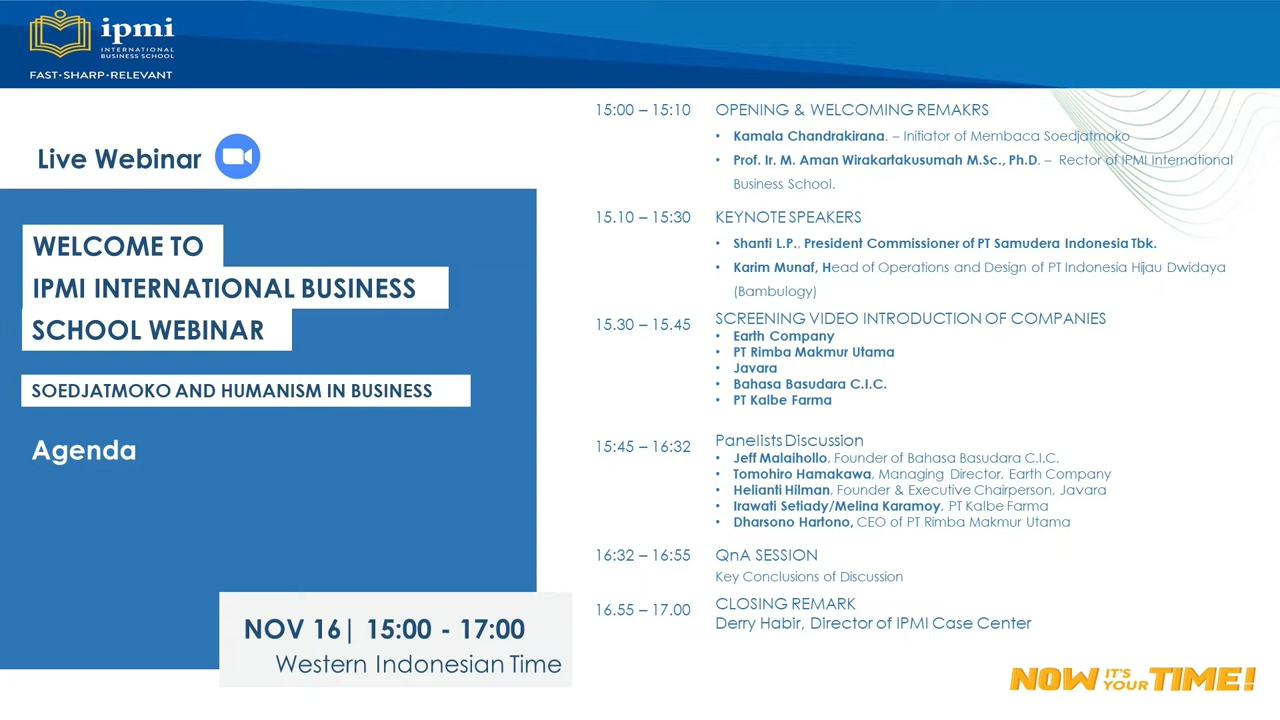 ipmi
INTERNATIONAL
BUSINESS SCHOOL
FAST•SHARP•RELEVANT
Live Webinar
WELCOME TO
IPMI INTERNATIONAL BUSINESS
SCHOOL WEBINAR
SOEDJATMOKO AND HUMANISM IN BUSINESS
Agenda
NOV 16| 15:00 - 17:00
Western Indonesian Time
15:00 – 15:10 OPENING & WELCOMING REMAKRS
• Kamala Chandrakirana. – Initiator of Membaca Soedjatmoko
• Prof. Ir. M. Aman Wirakartakusumah M.Sc., Ph.D. – Rector of IPMI International
Business School.
15.10 – 15:30 KEYNOTE SPEAKERS
• Shanti L.P., President Commissioner of PT Samudera Indonesia Tbk.
• Karim Munaf, Head of Operations and Design of PT Indonesia Hijau Dwidaya
(Bambulogy)
15.30 – 15.45 SCREENING VIDEO INTRODUCTION OF COMPANIES
• Earth Company
• PT Rimba Makmur Utama
• Javara
• Bahasa Basudara C.I.C.
• PT Kalbe Farma
15:45 – 16:32 Panelists Discussion
• Jeff Malaihollo, Founder of Bahasa Basudara C.I.C.
• Tomohiro Hamakawa, Managing Director, Earth Company
• Helianti Hilman, Founder & Executive Chairperson, Javara
• Irawati Setiady/Melina Karamoy, PT Kalbe Farma
• Dharsono Hartono, CEO of PT Rimba Makmur Utama
16:32 – 16:55 QnA SESSION
Key Conclusions of Discussion
16.55 – 17.00 CLOSING REMARK
Derry Habir, Director of IPMI Case Center
NOW IT'S YOUR TIME!